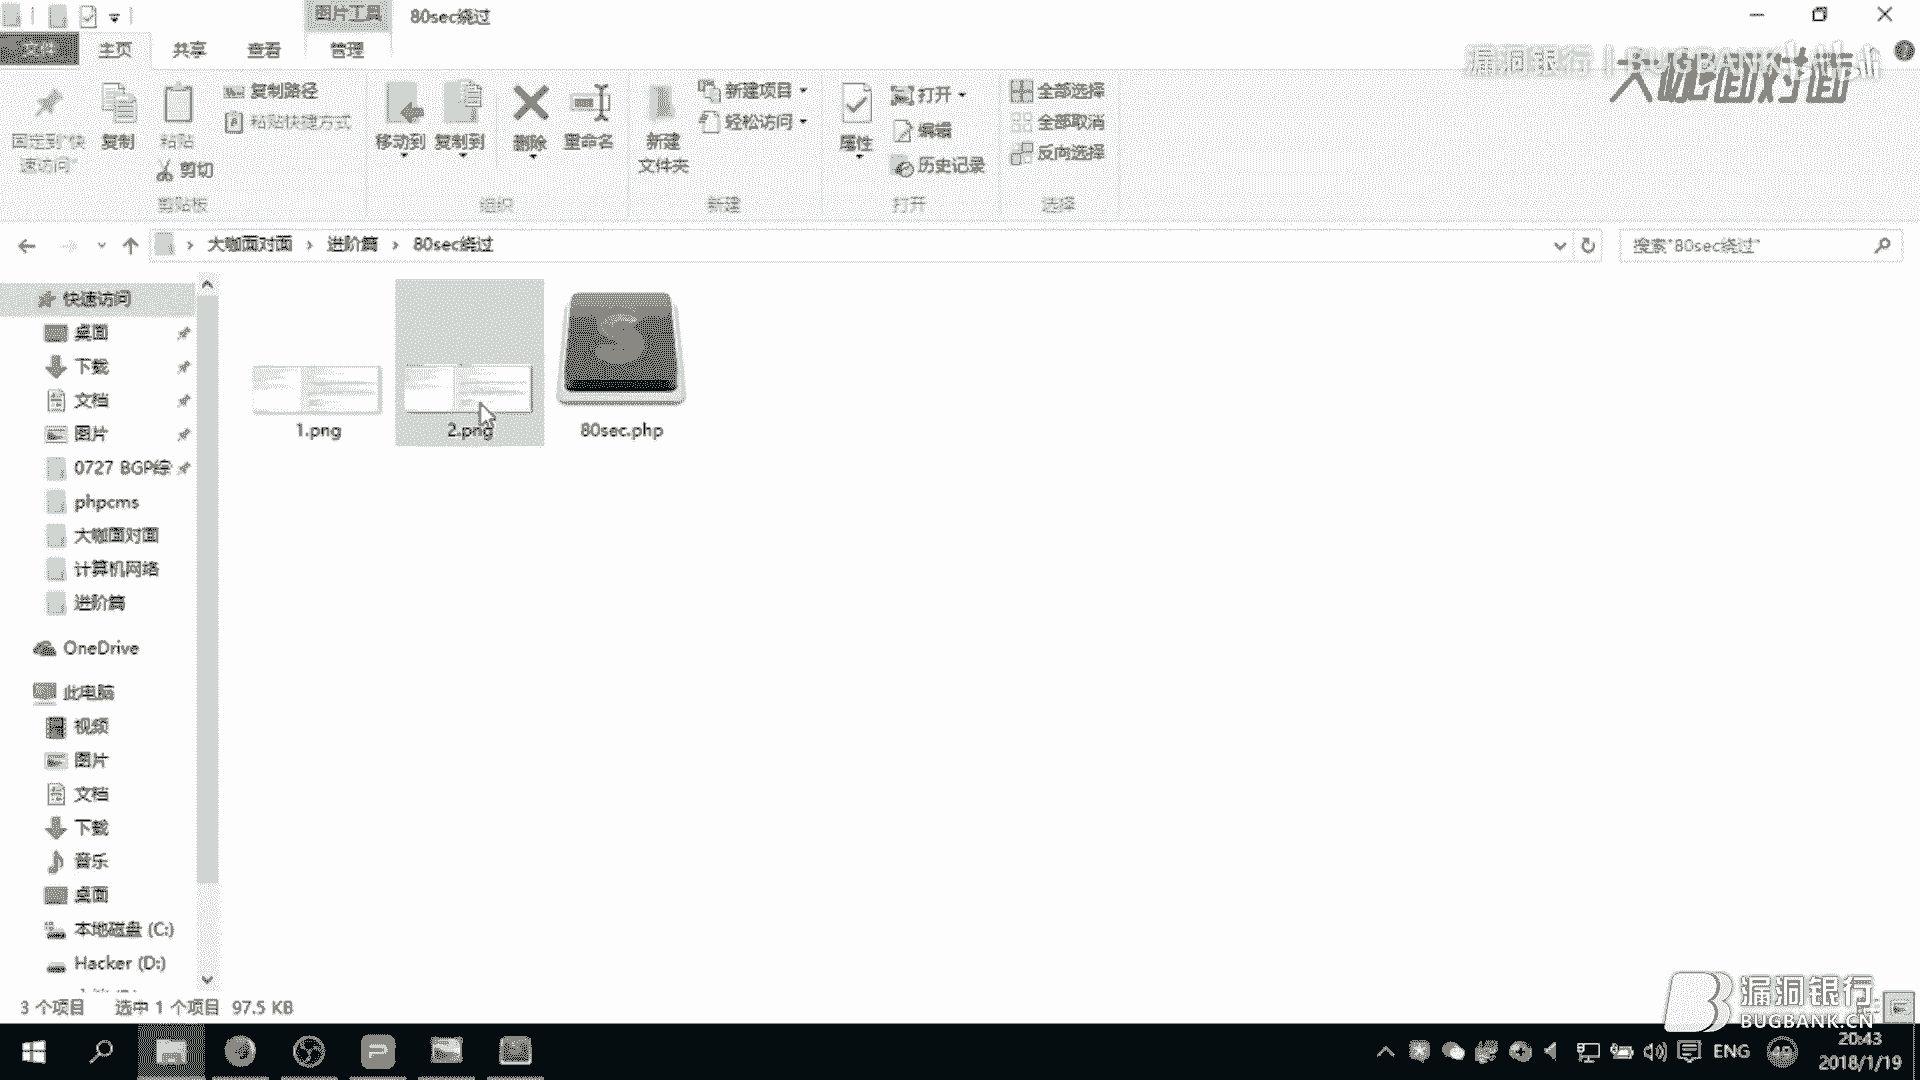 图片工具
80sec绕过
文件
主页
共享
查看
管理
漏洞银行 | BUGBANK
大咖面对面
固定到"快速访问"
复制
粘贴
复制路径
粘贴快捷方式
剪切
移动到
复制到
删除
重命名
新建
文件夹
新建项目
轻松访问
属性
打开
编辑
历史记录
全部选择
全部取消
反向选择
剪贴板
组织
新建
打开
选择
大咖面对面 › 进阶篇 › 80sec绕过
搜索"80sec绕过"
快速访问
桌面
下载
文档
图片
0727 BGP综
phpcms
大咖面对面
计算机网络
进阶篇
OneDrive
此电脑
视频
图片
文档
下载
音乐
桌面
本地磁盘 (C:)
Hacker (D:)
1.png
2.png
80sec.php
3 个项目
选中 1 个项目 97.5 KB
漏洞银行
BUGBANK.CN
ENG
49
20:43
2018/1/19